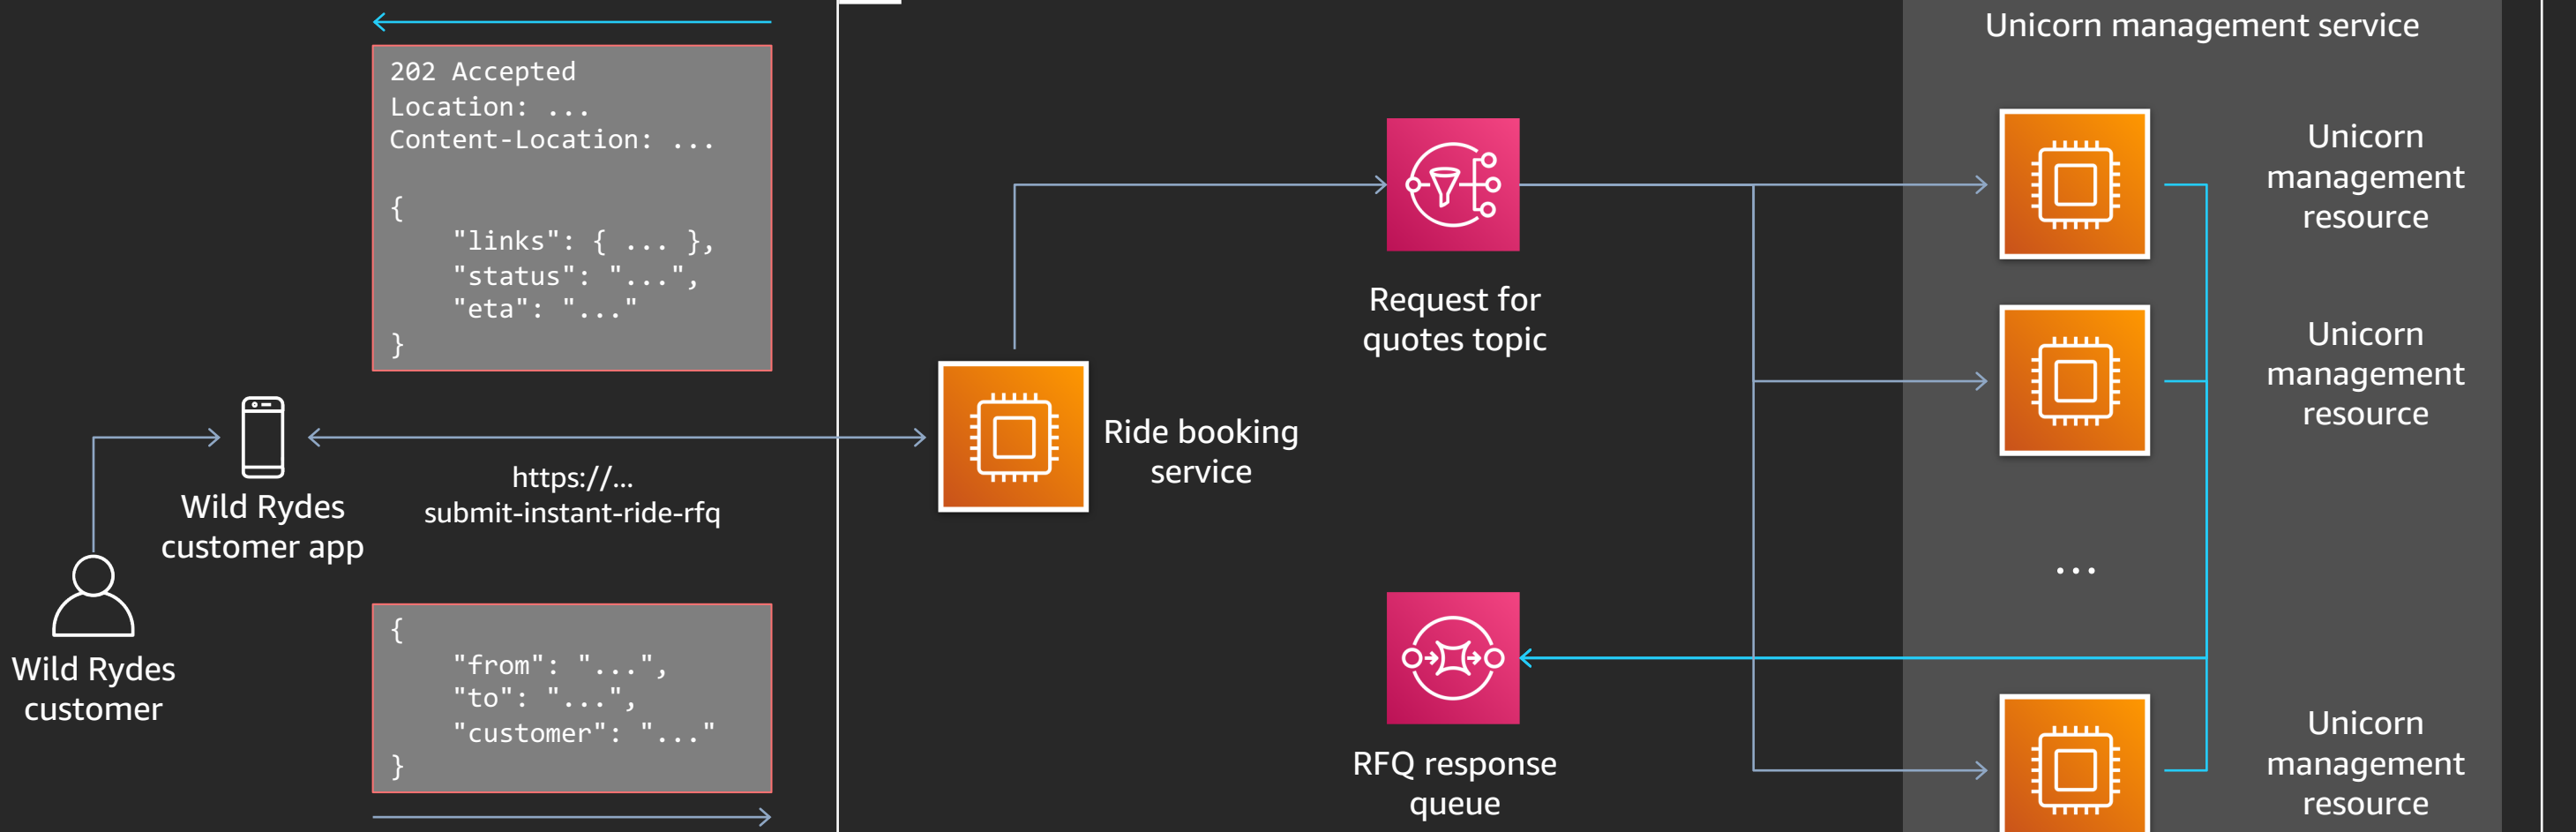 202 Accepted
Location: ...
Content-Location: ...
{
"links": { ... },
"status": "...",
"eta": "..."
}
Wild Rydes
customer app
Wild Rydes
customer
https://...
submit-instant-ride-rfq
{
"from": "...",
"to": "...",
"customer": "..."
}
Ride booking
service
Request for
quotes topic
RFQ response
queue
Unicorn management service
Unicorn
management
resource
Unicorn
management
resource
...
Unicorn
management
resource